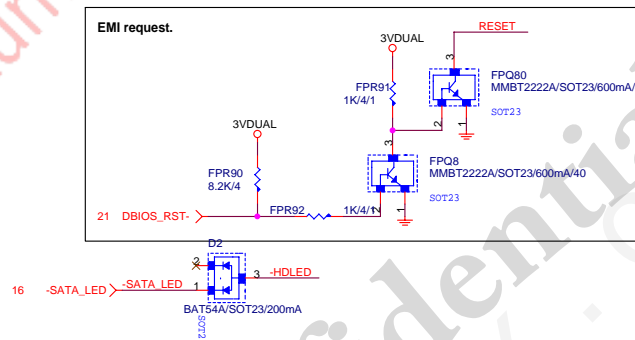 EMI request.
RESET
3VDUAL
3
FPQ80
MMBT2222A/SOT23/600mA/
FPR91
1K/4/1
SOT23
2
1
3VDUAL
3
FPQ8
MMBT2222A/SOT23/600mA/40
FPR90
8.2K/4
SOT23
21 DBIOS_RST-
FPR92
1K/4/1
2
1
D2
2
3
-HDLED
16 -SATA_LED
-SATA_LED
1
BAT54A/SOT23/200mA